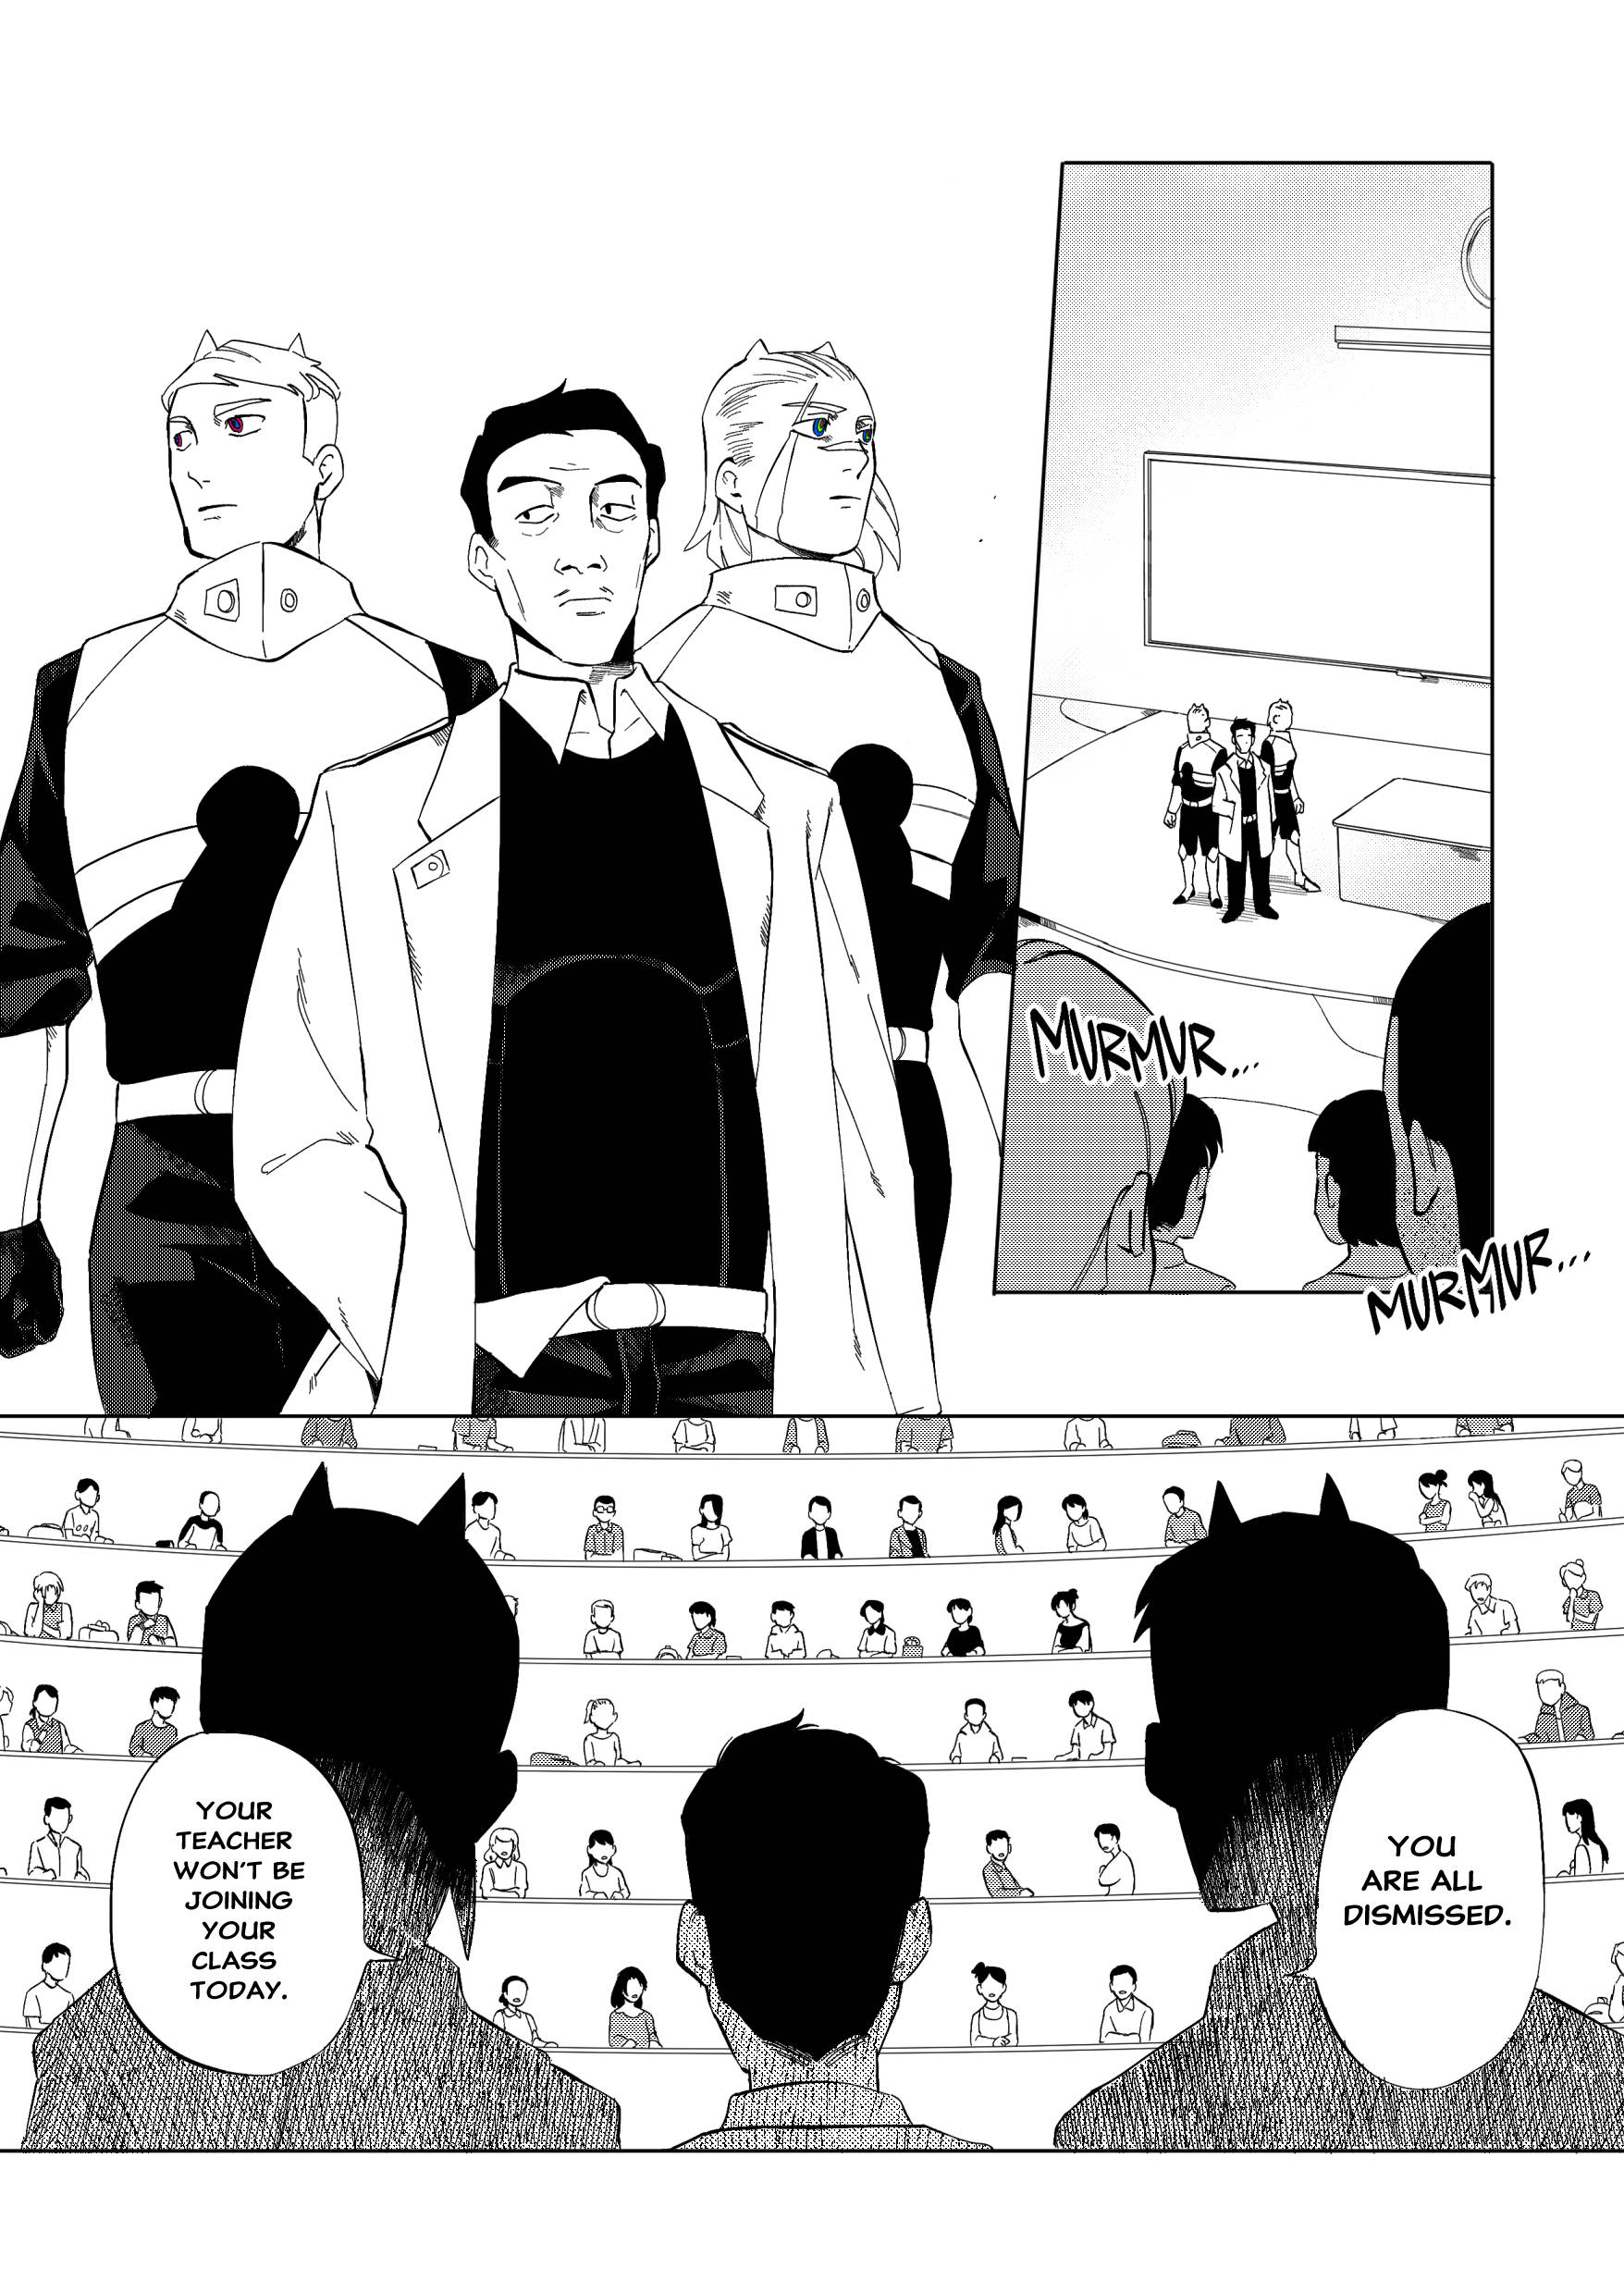 MURMUR...
MURMUR...
YOU
ARE ALL
DISMISSED.
YOUR
TEACHER
WON'T BE
JOINING
YOUR
CLASS
TODAY.